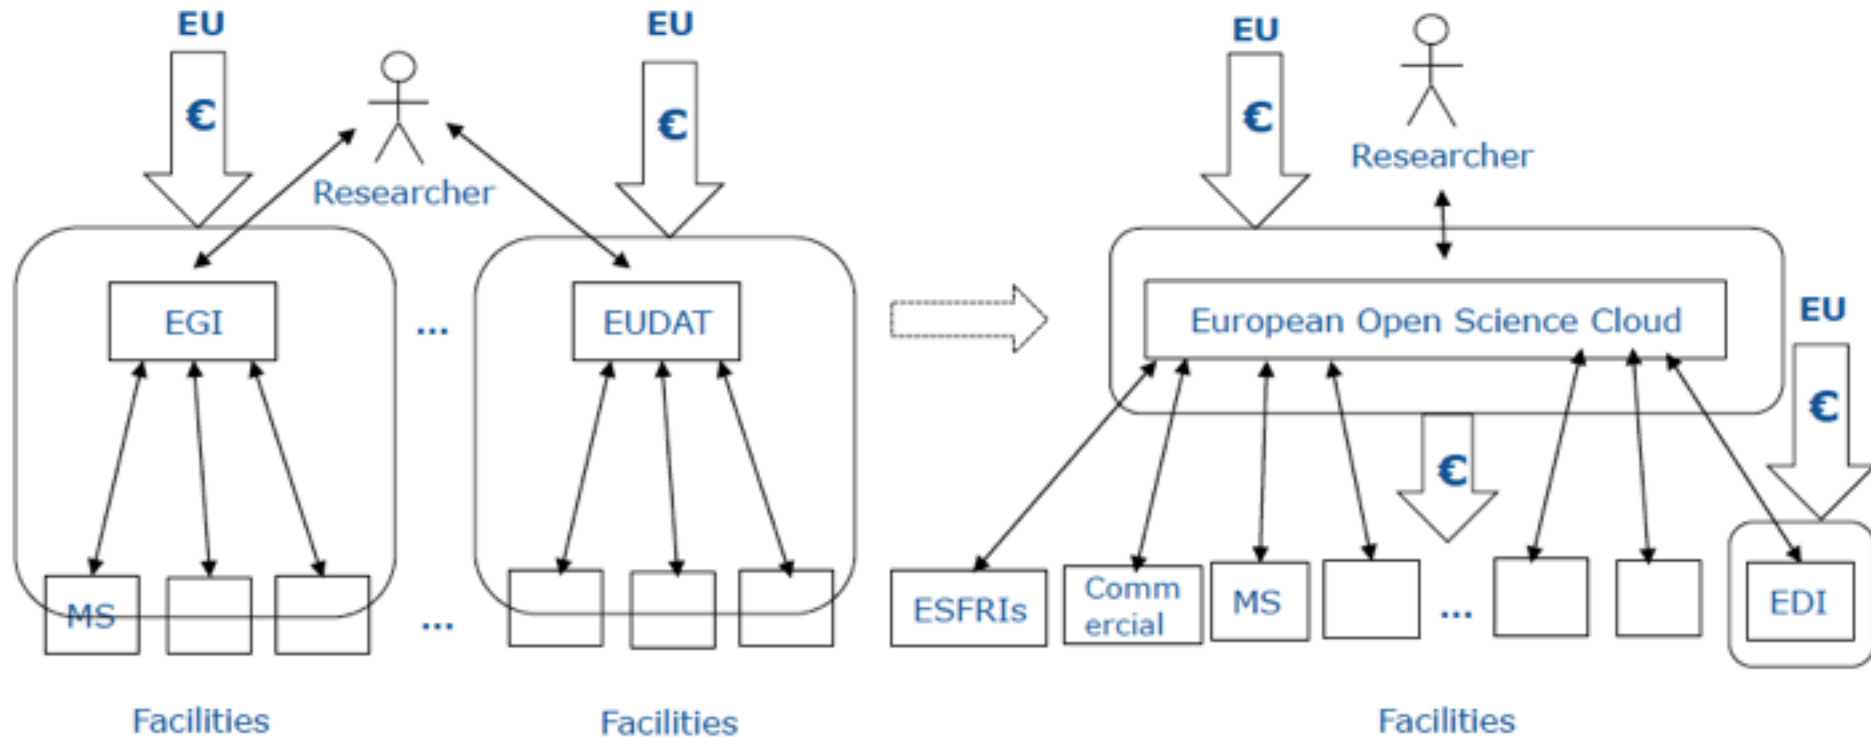 EU
EU
EU
€
€
€
Researcher
Researcher
EGI
...
EUDAT
European Open Science Cloud
EU
€
€
MS
...
ESFRIs
Comm
ercial
MS
...
EDI
Facilities
Facilities
Facilities